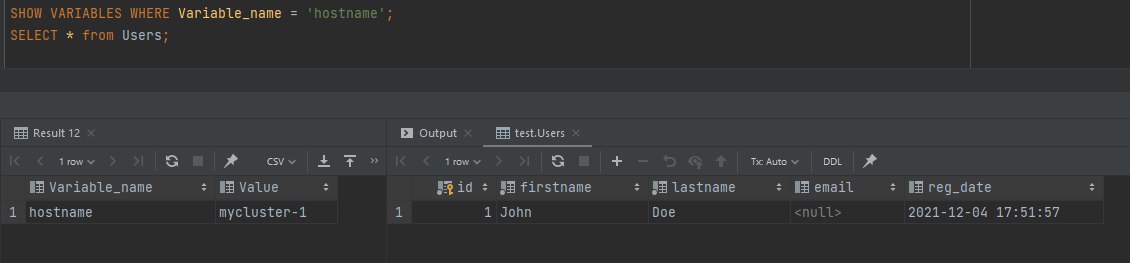 SHOW VARIABLES WHERE Variable_name = 'hostname';
SELECT * from Users;
Result 12
1 row
CSV
Variable_name Value
1 hostname mycluster-1
Output test.Users
1 row Tx: Auto DDL
id firstname lastname email reg_date
1 1 John Doe <null> 2021-12-04 17:51:57